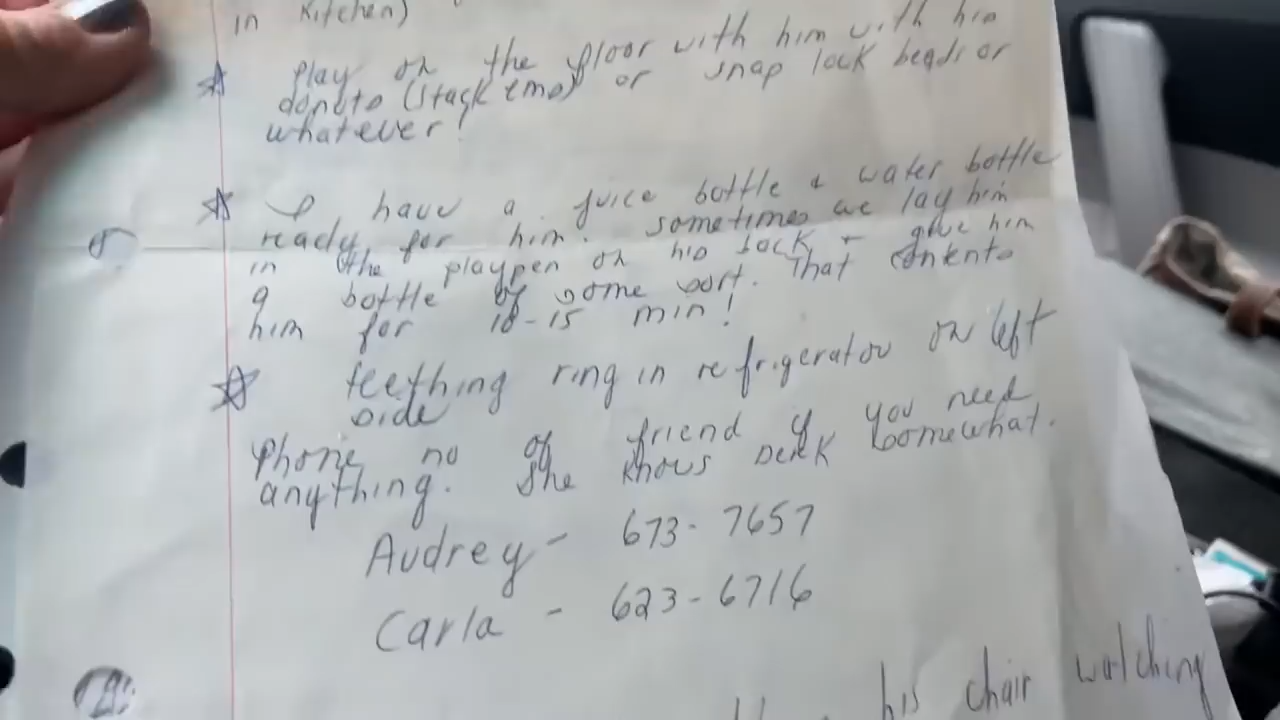 in Kitchen)
Play on the floor with him with his
donuts (stack ems) or snap lock beads or
whatever!
I have a juice bottle & water bottle
ready for him. Sometimes we lay him
in the playpen on his back & give him
a bottle of some sort. That contents
him for 10-15 min!
teething ring in refrigerator on left
side
Phone no of friend if you need
anything. She knows Derek somewhat.
Audrey - 673-7657
Carla - 623-6716
his chair watching